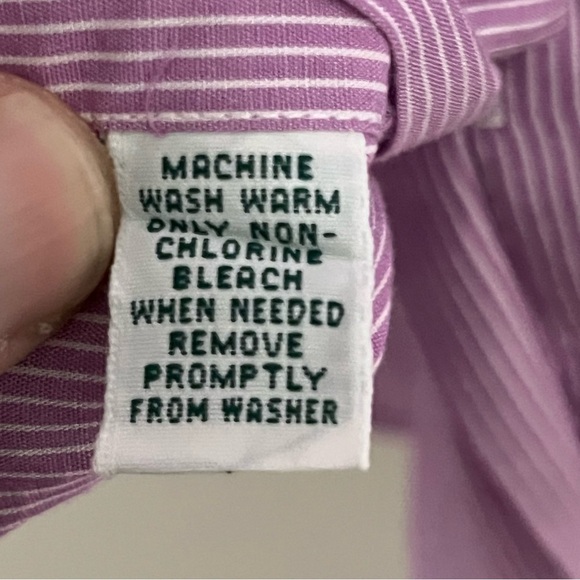 MACHINE
WASH WARM
ONLY NON-
CHLORINE
BLEACH
WHEN NEEDED
REMOVE
PROMPTLY
FROM WASHER